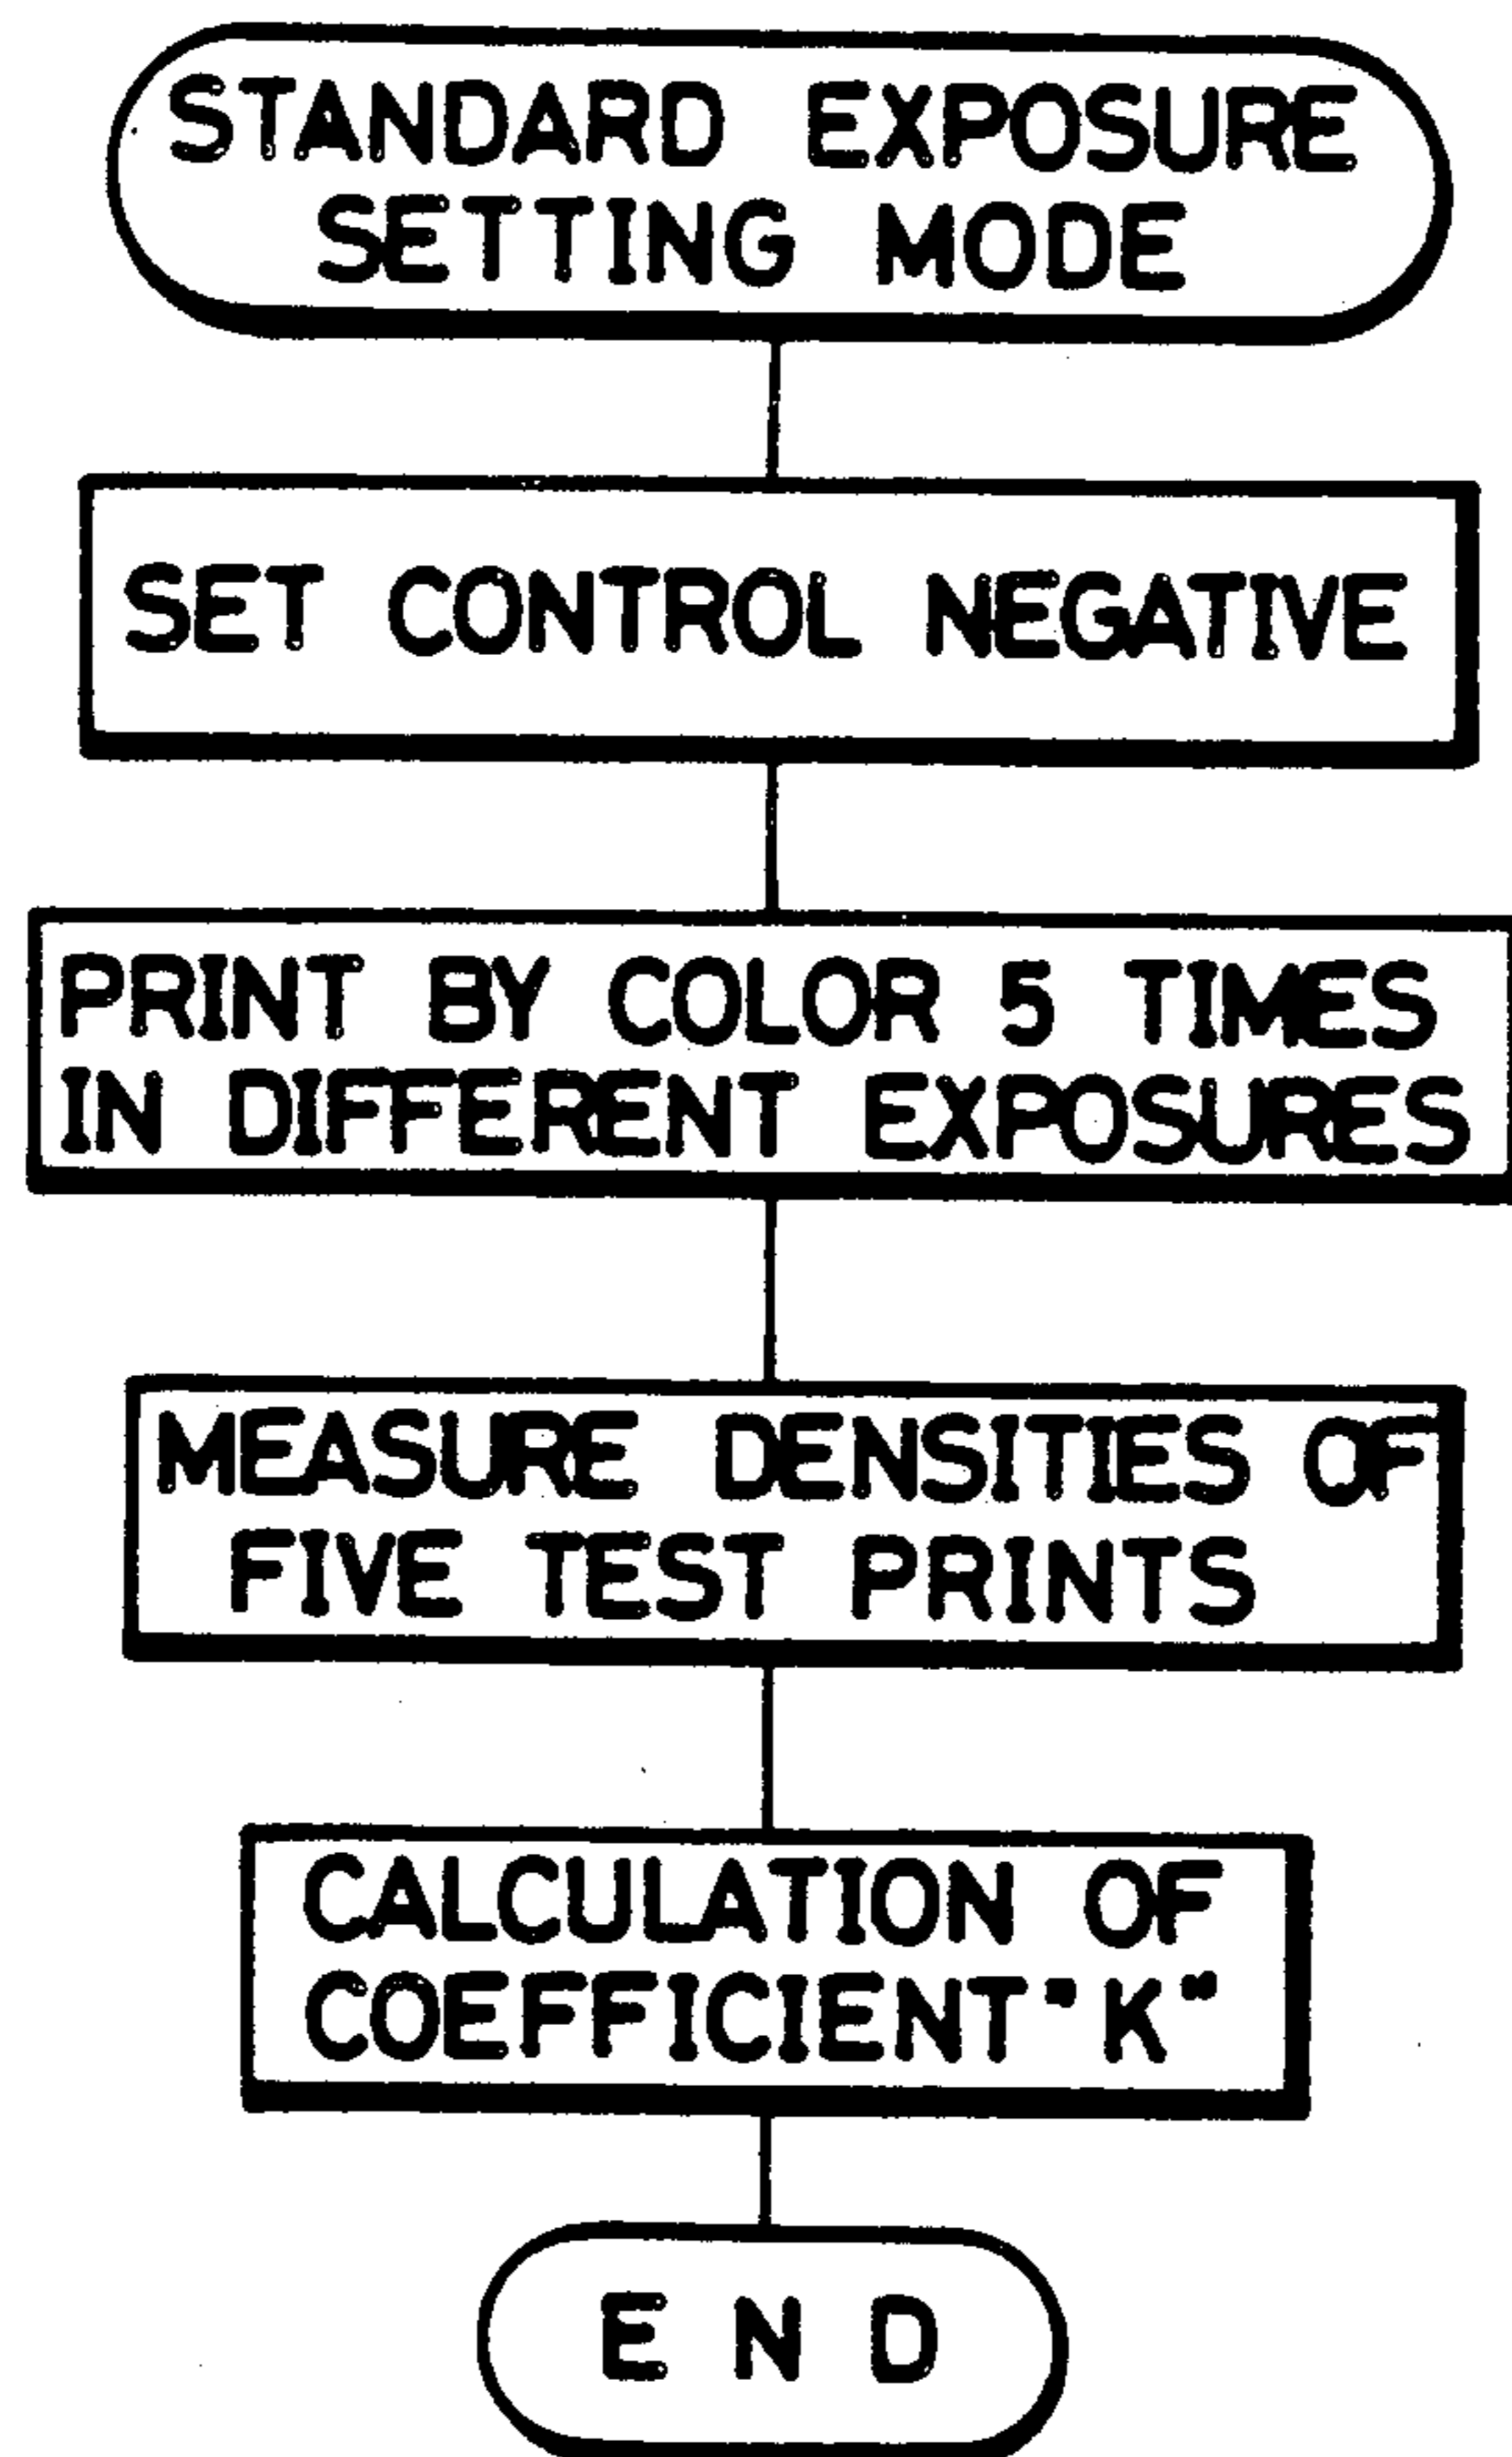 STANDARD EXPOSURE
SETTING MODE
SET CONTROL NEGATIVE
PRINT BY COLOR 5 TIMES
IN DIFFERENT EXPOSURES
MEASURE DENSITIES OF
FIVE TEST PRINTS
CALCULATION OF
COEFFICIENT "K"
END